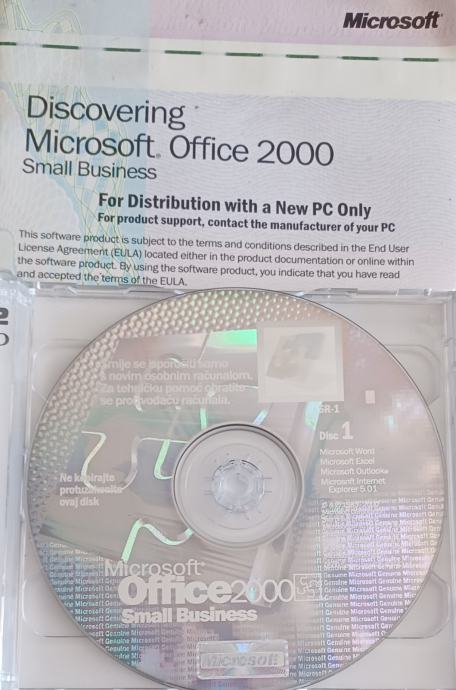 Microsoft
Discovering
Microsoft® Office 2000
Small Business
For Distribution with a New PC Only
For product support, contact the manufacturer of your PC
This software product is subject to the terms and conditions described in the End User
License Agreement (EULA) located either in the product documentation or online within
the software product. By using the software product, you indicate that you have read
and accepted the terms of the EULA.
2
smije se isporučiti samo
s novim osobnim računalom.
Za tehničku pomoć obratite
se proizvođaču računala.
SR-1
Disc 1
Microsoft Word
Microsoft Excel
Microsoft Outlook®
Microsoft Internet
Explorer 5.01
Ne kopirajte
protuzakonito
ovaj disk
Microsoft®
Office 2000
Small Business
Microsoft